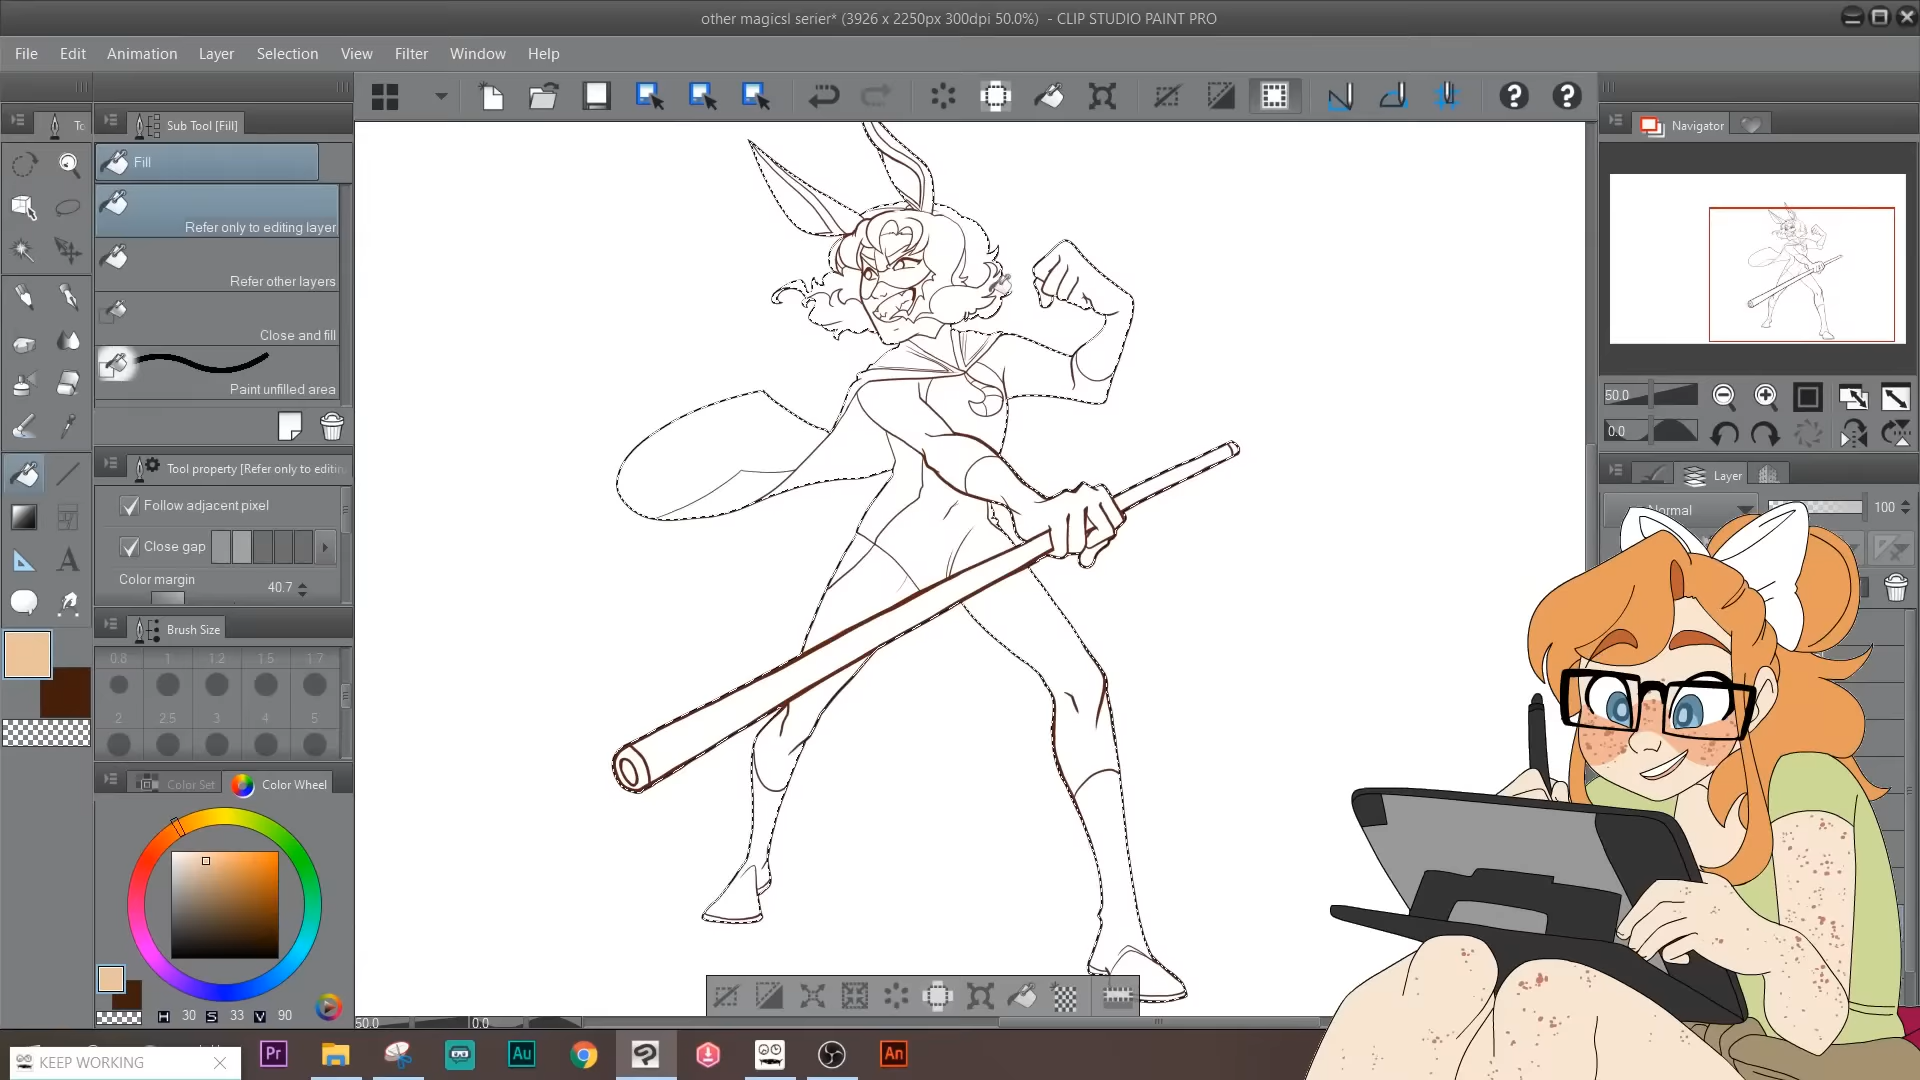 other magicsl serier* (3926 x 2250px 300dpi 50.0%) - CLIP STUDIO PAINT PRO
File Edit Animation Layer Selection View Filter Window Help
To
Sub Tool [Fill]
Navigator
Fill
Refer only to editing layer
Refer other layers
Close and fill
Paint unfilled area
50.0
0.0
Tool property [Refer only to editin
Layer
Follow adjacent pixel
Normal
100
Close gap
Color margin
40.7
Brush Size
0.8 1 1.2 1.5 1.7
2 2.5 3 4 5
Color Set
Color Wheel
H 30 S 33 V 90
50.0
0.0
KEEP WORKING
Pr
Au
An